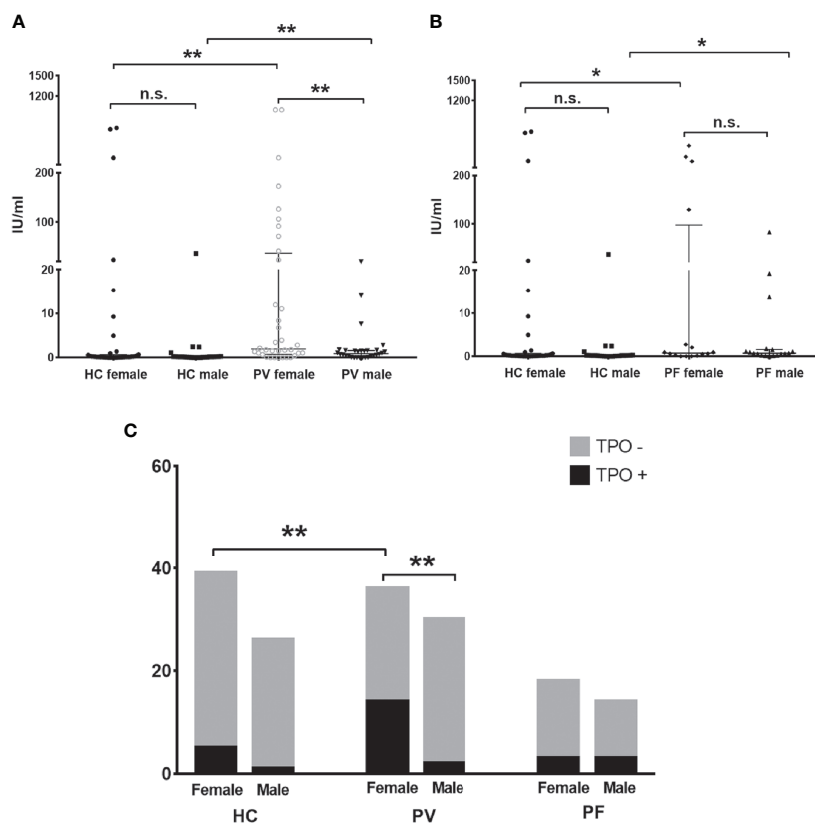 A
B
**
**
*
*
1500
1200
n.s.
**
1500
1200
n.s.
n.s.
IU/ml
200
100
20
10
0
HC female
HC male
PV female
PV male
IU/ml
200
100
20
10
0
HC female
HC male
PF female
PF male
C
TPO -
TPO +
60
40
20
0
**
**
Female
Male
Female
Male
Female
Male
HC
PV
PF